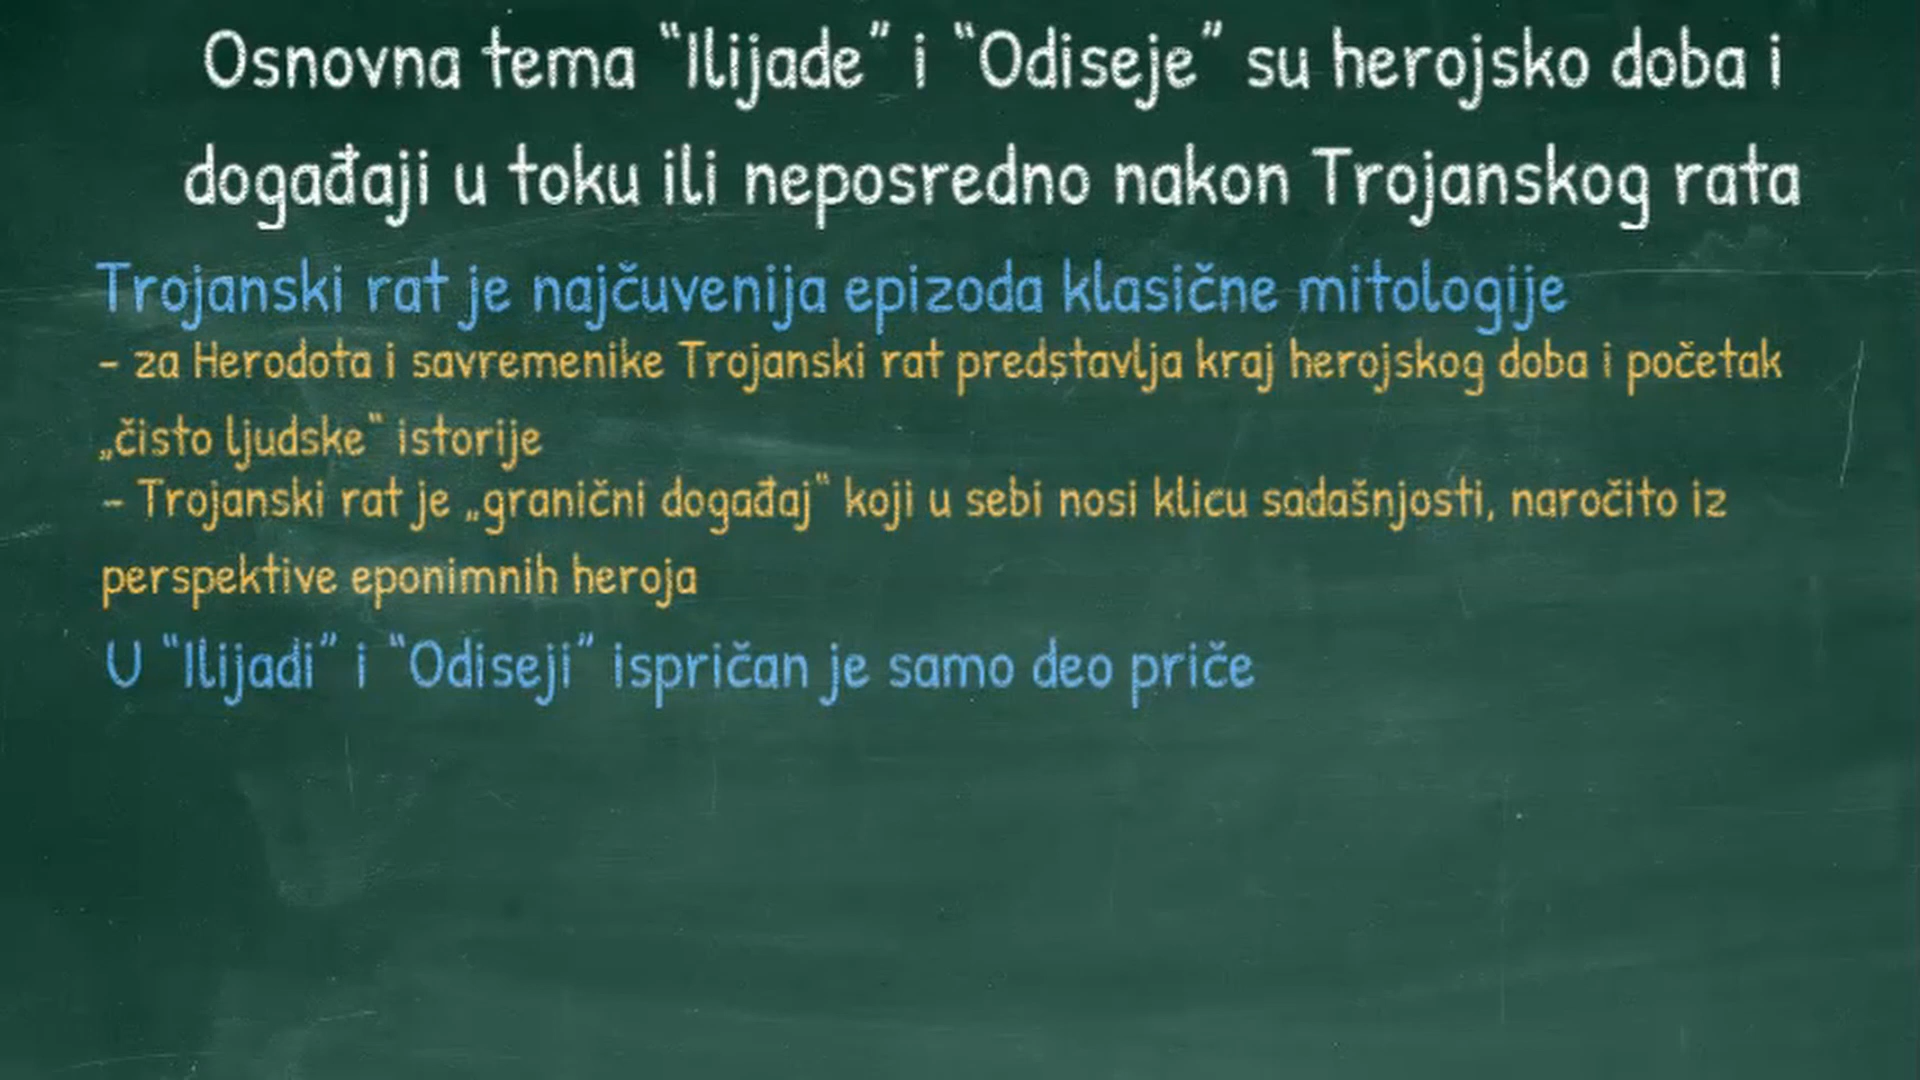 Osnovna tema “Ilijade” i “Odiseje” su herojsko doba i
događaji u toku ili neposredno nakon Trojanskog rata
Trojanski rat je najčuvenija epizoda klasične mitologije
- za Herodota i savremenike Trojanski rat predstavlja kraj herojskog doba i početak
„čisto ljudske“ istorije
- Trojanski rat je „granični događaj“ koji u sebi nosi klicu sadašnjosti, naročito iz
perspektive eponimnih heroja
U “Ilijadi” i “Odiseji” ispričan je samo deo priče